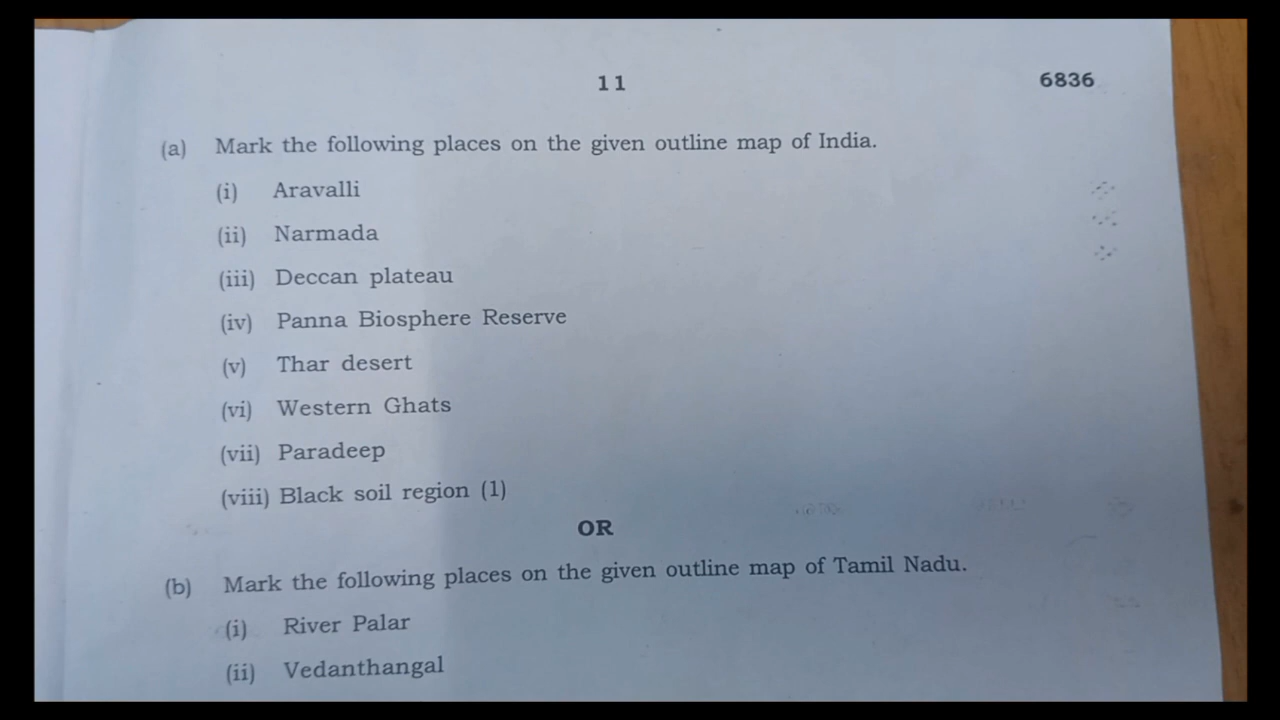 11
6836
(a) Mark the following places on the given outline map of India.
(i) Aravalli
(ii) Narmada
(iii) Deccan plateau
(iv) Panna Biosphere Reserve
(v) Thar desert
(vi) Western Ghats
(vii) Paradeep
(viii) Black soil region (1)
OR
(b) Mark the following places on the given outline map of Tamil Nadu.
(i) River Palar
(ii) Vedanthangal